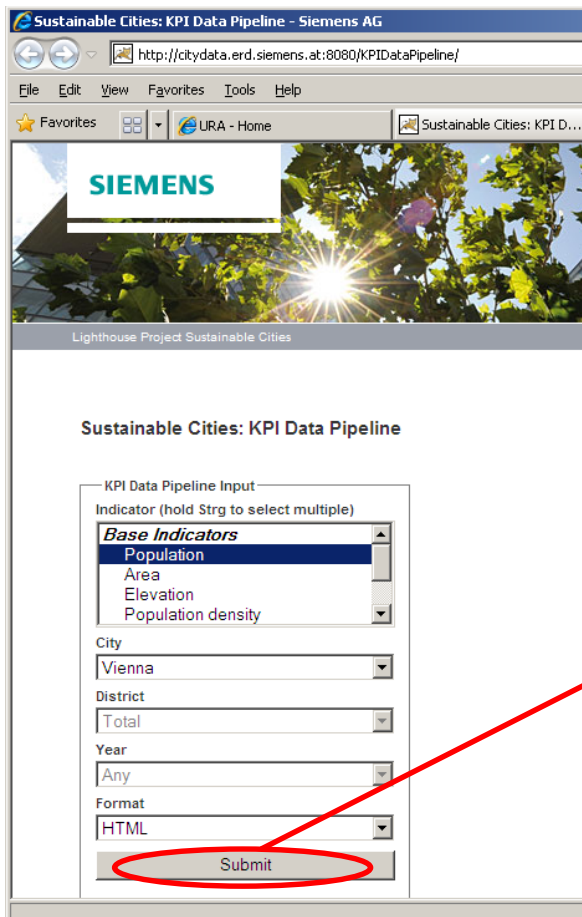 Sustainable Cities: KPI Data Pipeline - Siemens AG
http://citydata.erd.siemens.at:8080/KPIDataPipeline/
File Edit View Favorites Tools Help
Favorites URA - Home Sustainable Cities: KPI D...
SIEMENS
Lighthouse Project Sustainable Cities
Sustainable Cities: KPI Data Pipeline
KPI Data Pipeline Input
Indicator (hold Strg to select multiple)
Base Indicators
Population
Area
Elevation
Population density
City
Vienna
District
Total
Year
Any
Format
HTML
Submit